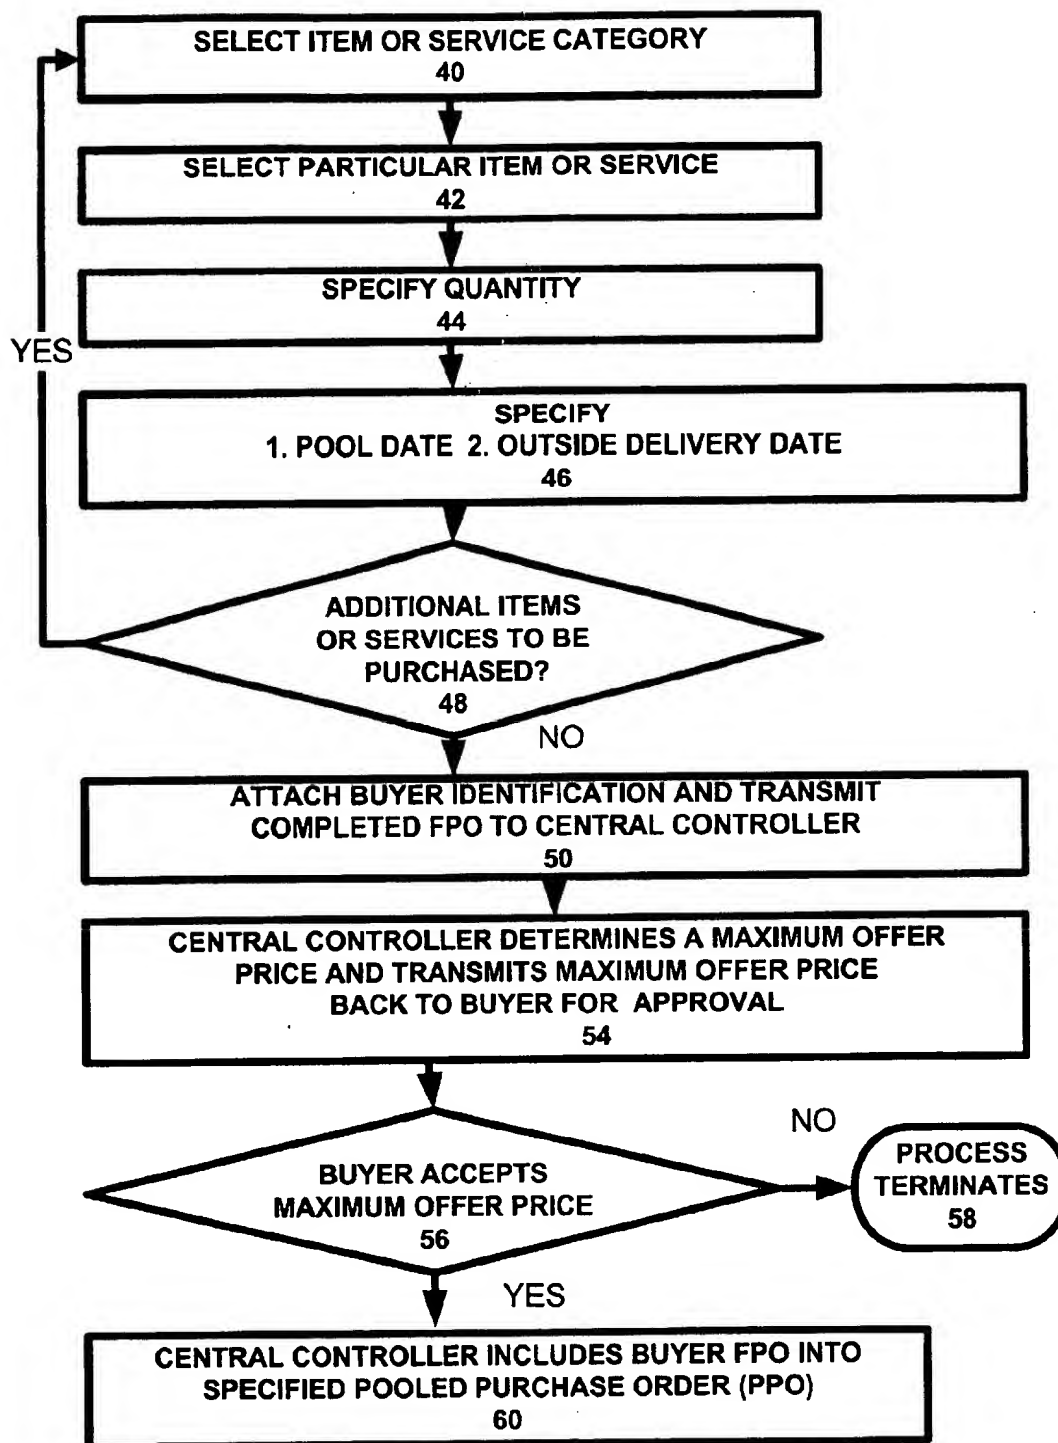 SELECT ITEM OR SERVICE CATEGORY
40
SELECT PARTICULAR ITEM OR SERVICE
42
SPECIFY QUANTITY
44
YES
SPECIFY
1. POOL DATE 2. OUTSIDE DELIVERY DATE
46
ADDITIONAL ITEMS
OR SERVICES TO BE
PURCHASED?
48
NO
ATTACH BUYER IDENTIFICATION AND TRANSMIT
COMPLETED FPO TO CENTRAL CONTROLLER
50
CENTRAL CONTROLLER DETERMINES A MAXIMUM OFFER
PRICE AND TRANSMITS MAXIMUM OFFER PRICE
BACK TO BUYER FOR APPROVAL
54
BUYER ACCEPTS
MAXIMUM OFFER PRICE
56
NO
PROCESS
TERMINATES
58
YES
CENTRAL CONTROLLER INCLUDES BUYER FPO INTO
SPECIFIED POOLED PURCHASE ORDER (PPO)
60